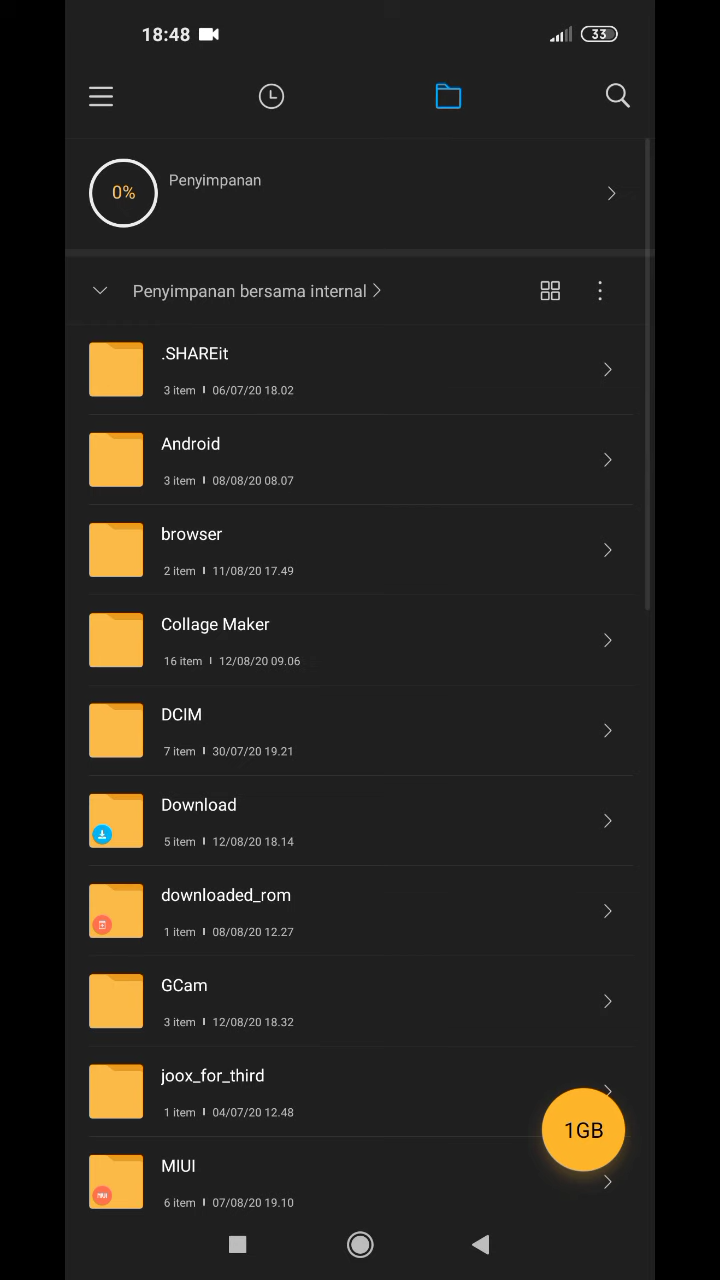 18:48 33
0% Penyimpanan
Penyimpanan bersama internal
.SHAREit
3 item 06/07/20 18.02
Android
3 item 08/08/20 08.07
browser
2 item 11/08/20 17.49
Collage Maker
16 item 12/08/20 09.06
DCIM
7 item 30/07/20 19.21
Download
5 item 12/08/20 18.14
downloaded_rom
1 item 08/08/20 12.27
GCam
3 item 12/08/20 18.32
joox_for_third
1 item 04/07/20 12.48
1GB
MIUI
MIUI
6 item 07/08/20 19.10